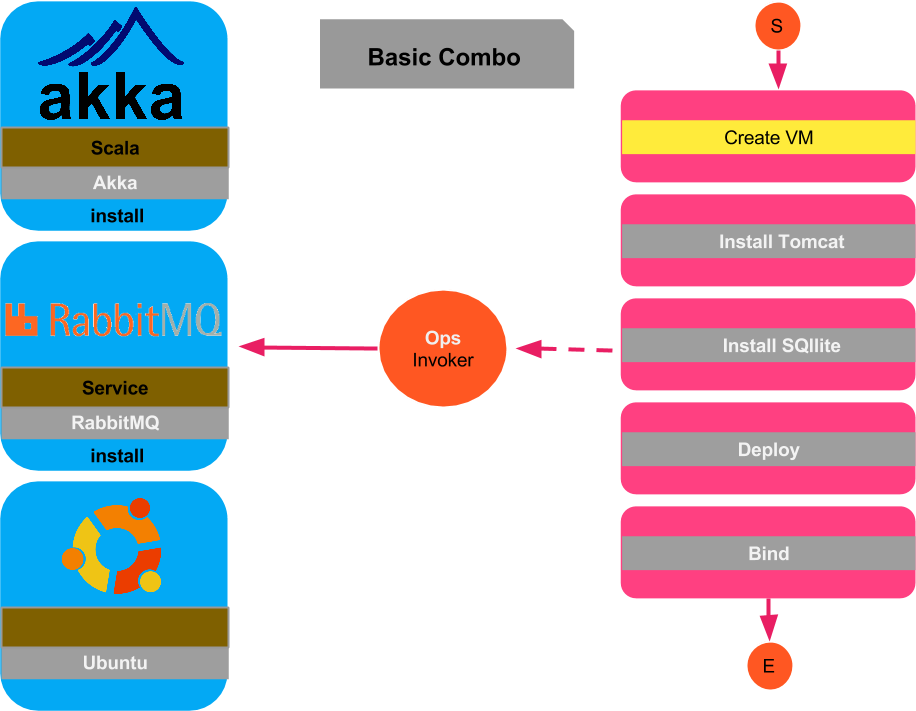 akka
Scala
Akka
install
RabbitMQ
Service
RabbitMQ
install
Ubuntu
Basic Combo
Ops
Invoker
S
Create VM
Install Tomcat
Install SQllite
Deploy
Bind
E